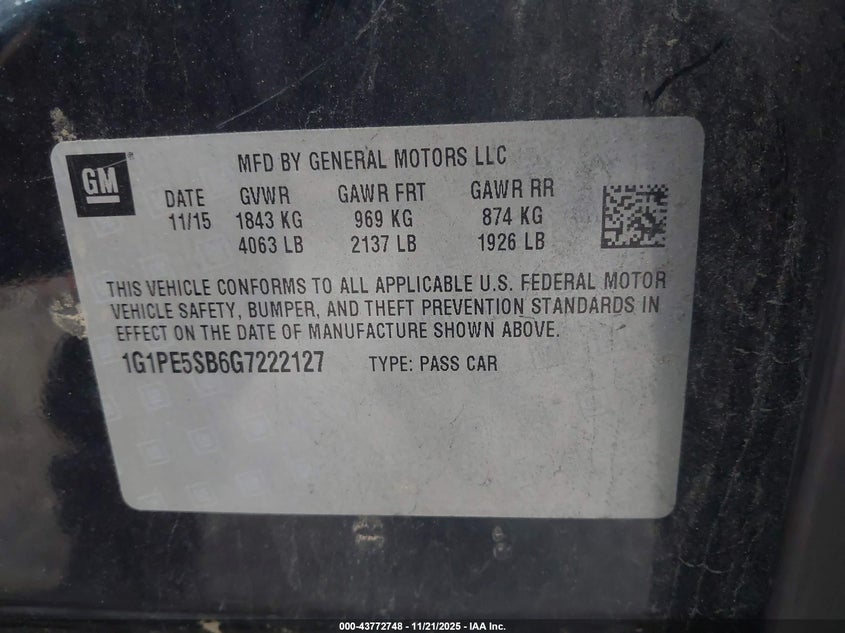 GM
MFD BY GENERAL MOTORS LLC
DATE GVWR GAWR FRT GAWR RR
11/15 1843 KG 969 KG 874 KG
4063 LB 2137 LB 1926 LB
THIS VEHICLE CONFORMS TO ALL APPLICABLE U.S. FEDERAL MOTOR
VEHICLE SAFETY, BUMPER, AND THEFT PREVENTION STANDARDS IN
EFFECT ON THE DATE OF MANUFACTURE SHOWN ABOVE.
1G1PE5SB6G7222127 TYPE: PASS CAR
000-43772748 - 11/21/2025 - IAA Inc.